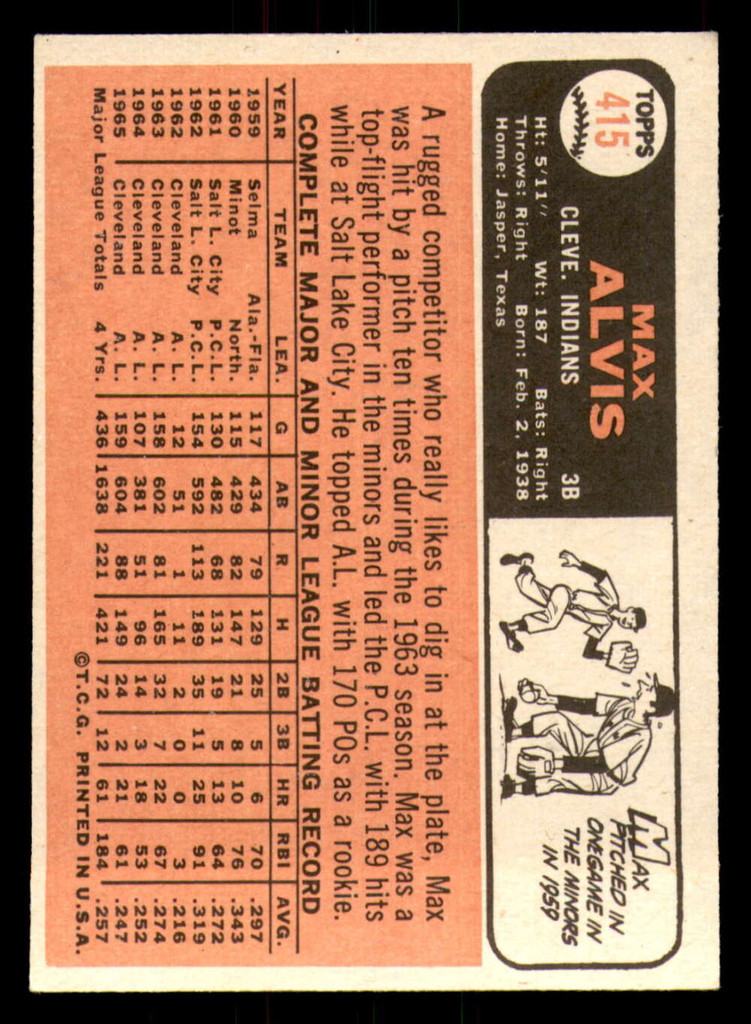 TOPPS
415
MAX
ALVIS
CLEVE. INDIANS 3B
Ht: 5'11" Wt: 187 Bats: Right
Throws: Right Born: Feb. 2, 1938
Home: Jasper, Texas
MAX
PITCHED IN
ONE GAME IN
THE MINORS
IN 1959
A rugged competitor who really likes to dig in at the plate, Max
was hit by a pitch ten times during the 1963 season. Max was a
top-flight performer in the minors and led the P.C.L. with 189 hits
while at Salt Lake City. He topped A.L. with 170 POs as a rookie.
COMPLETE MAJOR AND MINOR LEAGUE BATTING RECORD
YEAR TEAM LEA. G AB R H 2B 3B HR RBI AVG.
1959 Selma Ala.-Fla. 117 434 79 129 25 5 6 70 .297
1960 Minot North. 115 429 82 147 21 8 10 76 .343
1961 Salt L. City P.C.L. 130 482 68 131 19 5 13 64 .272
1962 Salt L. City P.C.L. 154 592 113 189 35 11 25 91 .319
1962 Cleveland A. L. 12 51 1 11 2 0 0 3 .216
1963 Cleveland A. L. 158 602 81 165 32 7 22 67 .274
1964 Cleveland A. L. 107 381 51 96 14 3 18 53 .252
1965 Cleveland A. L. 159 604 88 149 24 2 21 61 .247
Major League Totals 4 Yrs. 436 1638 221 421 72 12 61 184 .257
©T.C.G. PRINTED IN U.S.A.